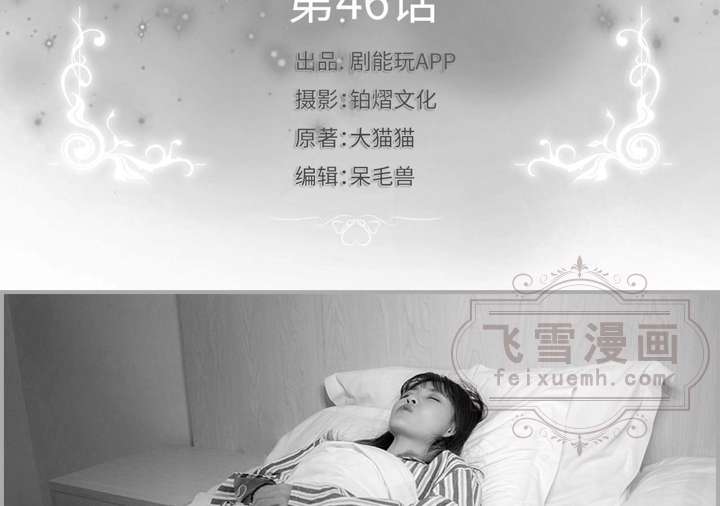 第46话
出品: 剧能玩APP
摄影: 铂熠文化
原著: 大猫猫
编辑: 呆毛兽
飞雪漫画
feixuemh.com